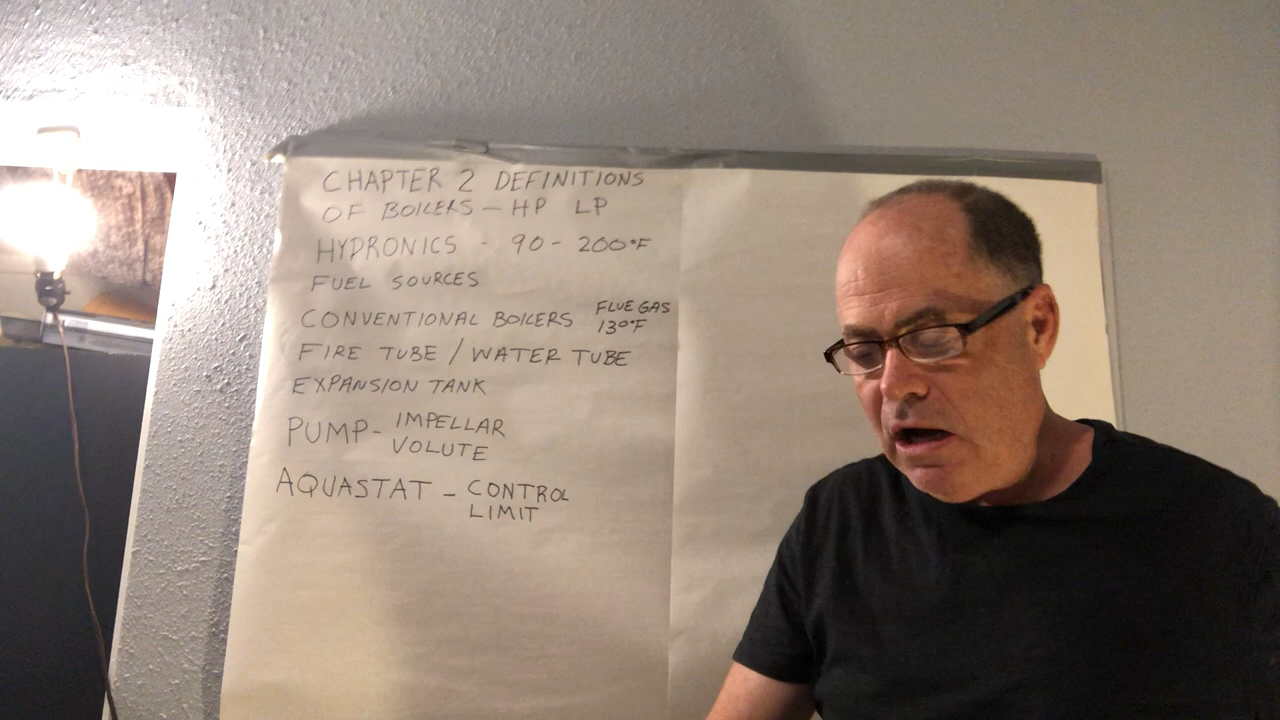 CHAPTER 2 DEFINITIONS
OF BOILERS - HP LP
HYDRONICS - 90 - 200°F
FUEL SOURCES
CONVENTIONAL BOILERS FLUE GAS
130°F
FIRE TUBE / WATER TUBE
EXPANSION TANK
PUMP - IMPELLAR
VOLUTE
AQUASTAT - CONTROL
LIMIT